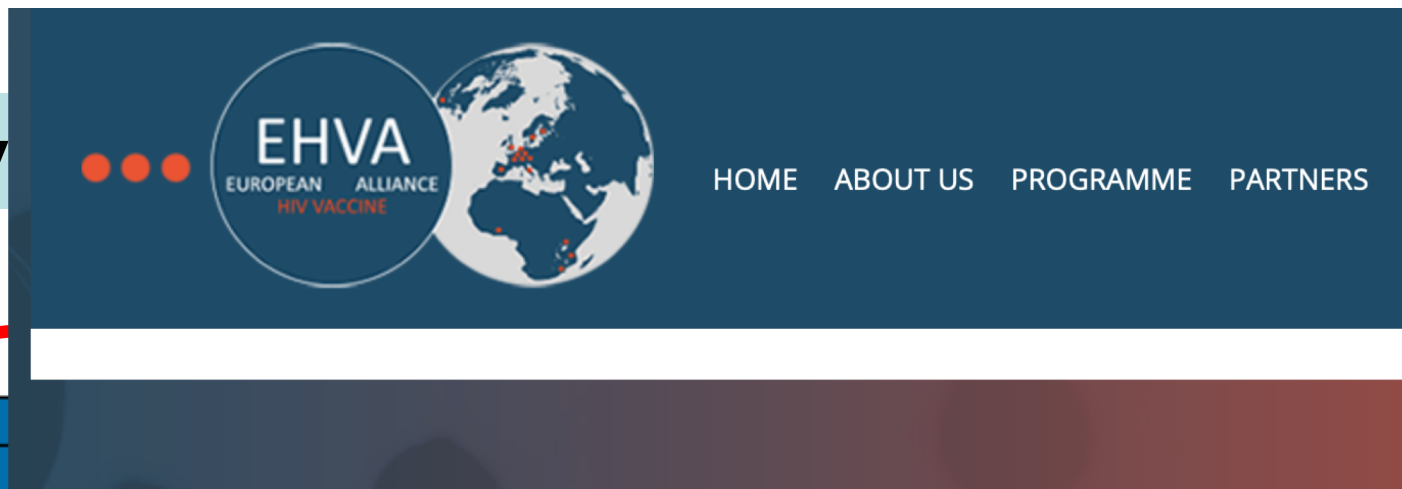 EHVA
EUROPEAN ALLIANCE
HIV VACCINE
HOME ABOUT US PROGRAMME PARTNERS